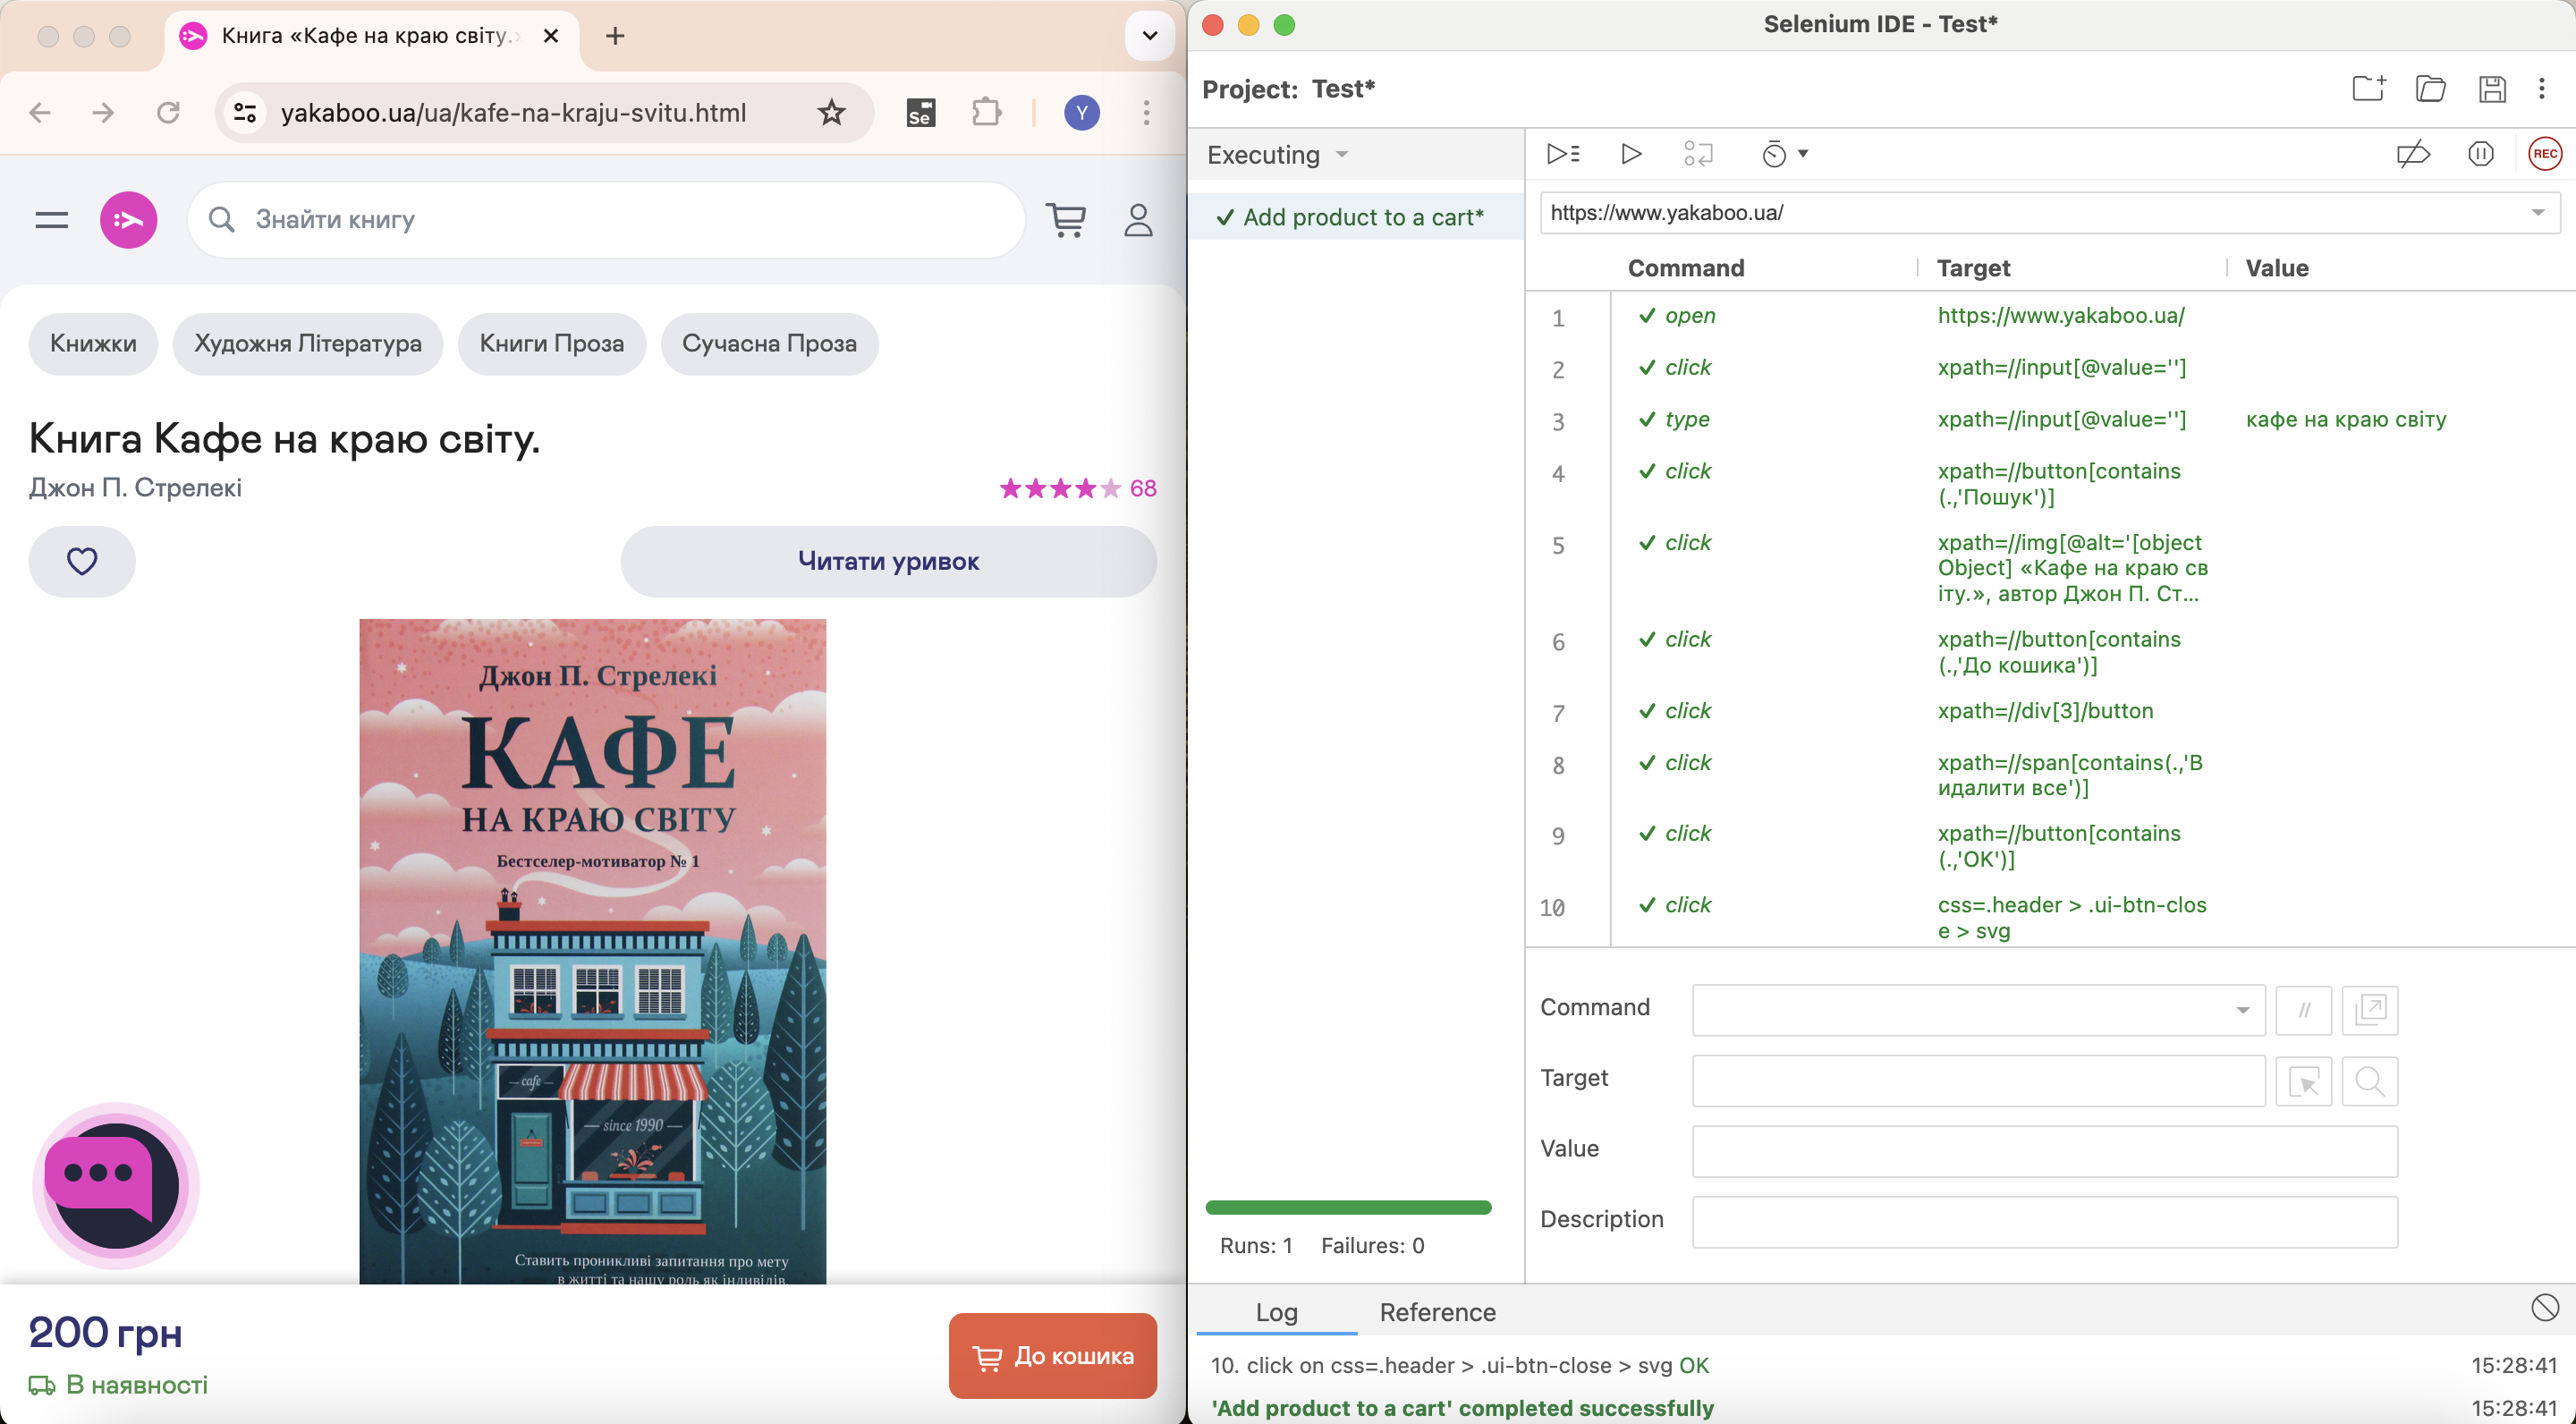 Книга «Кафе на краю світу.»
yakaboo.ua/ua/kafe-na-kraju-svitu.html
Se
Y
Знайти книгу
Книжки
Художня Література
Книги Проза
Сучасна Проза
Книга Кафе на краю світу.
Джон П. Стрелекі
68
Читати уривок
Джон П. Стрелекі
КАФЕ
НА КРАЮ СВІТУ
Бестселер-мотиватор № 1
cafe
since 1990
Ставить проникливі запитання про мету
в житті та нашу роль як індивідів,
200 грн
В наявності
До кошика
Selenium IDE - Test*
Project: Test*
Executing
REC
Add product to a cart*
https://www.yakaboo.ua/
Command Target Value
1 open https://www.yakaboo.ua/
2 click xpath=//input[@value='']
3 type xpath=//input[@value=''] кафе на краю світу
4 click xpath=//button[contains
(.,'Пошук')]
5 click xpath=//img[@alt='[object
Object] «Кафе на краю св
іту.», автор Джон П. Ст...
6 click xpath=//button[contains
(.,'До кошика')]
7 click xpath=//div[3]/button
8 click xpath=//span[contains(.,'В
идалити все')]
9 click xpath=//button[contains
(.,'OK')]
10 click css=.header > .ui-btn-clos
e > svg
Command
//
Target
Value
Description
Runs: 1 Failures: 0
Log Reference
10. click on css=.header > .ui-btn-close > svg OK 15:28:41
'Add product to a cart' completed successfully 15:28:41